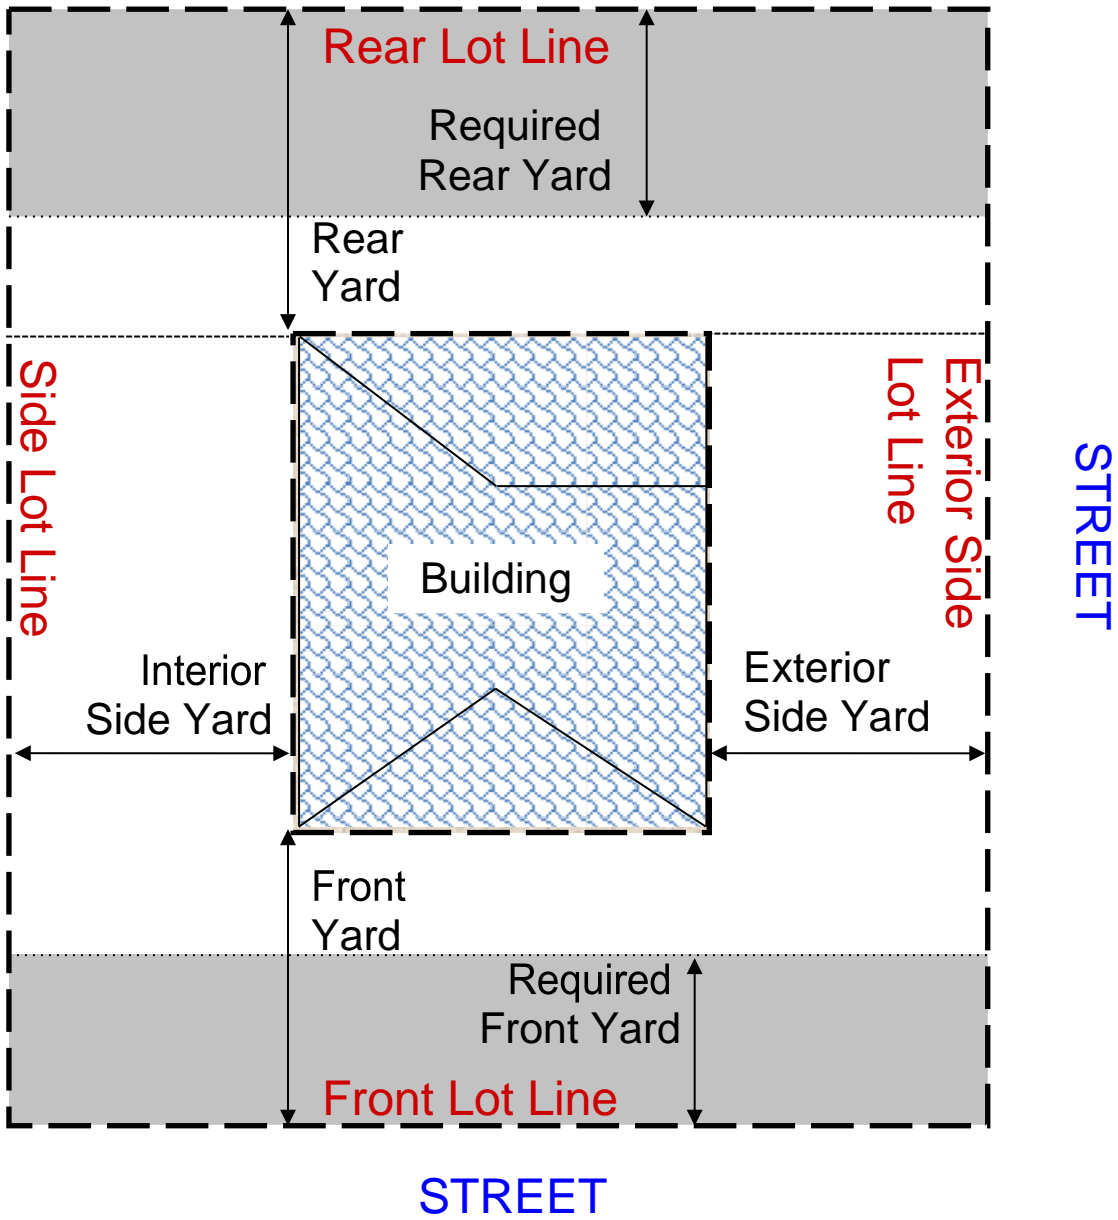 Rear Lot Line
Required
Rear Yard
Rear
Yard
Side Lot Line
Exterior Side
Lot Line
STREET
Building
Interior
Side Yard
Exterior
Side Yard
Front
Yard
Required
Front Yard
Front Lot Line
STREET